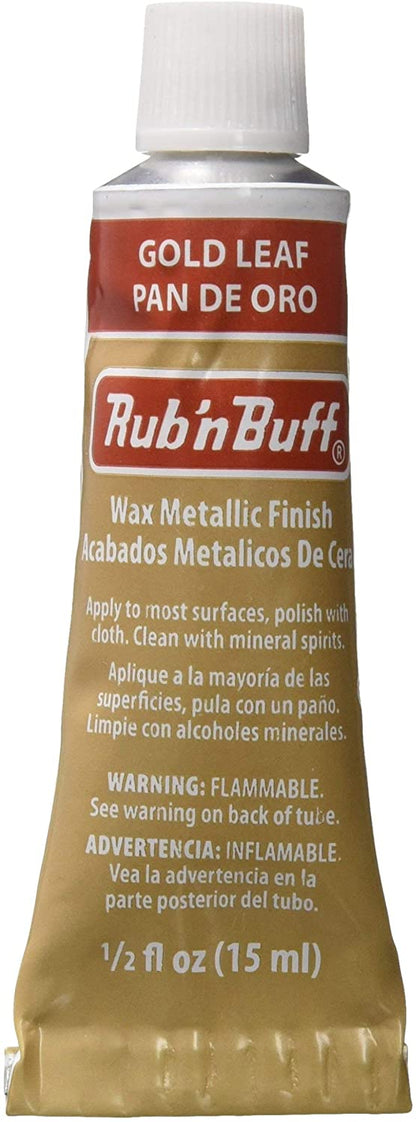 GOLD LEAF
PAN DE ORO
Rub'n Buff®
Wax Metallic Finish
Acabados Metalicos De Cera
Apply to most surfaces, polish with
cloth. Clean with mineral spirits.
Aplique a la mayoría de las
superficies, pula con un paño.
Limpie con alcoholes minerales.
WARNING: FLAMMABLE.
See warning on back of tube.
ADVERTENCIA: INFLAMABLE.
Vea la advertencia en la
parte posterior del tubo.
1/2 fl oz (15 ml)